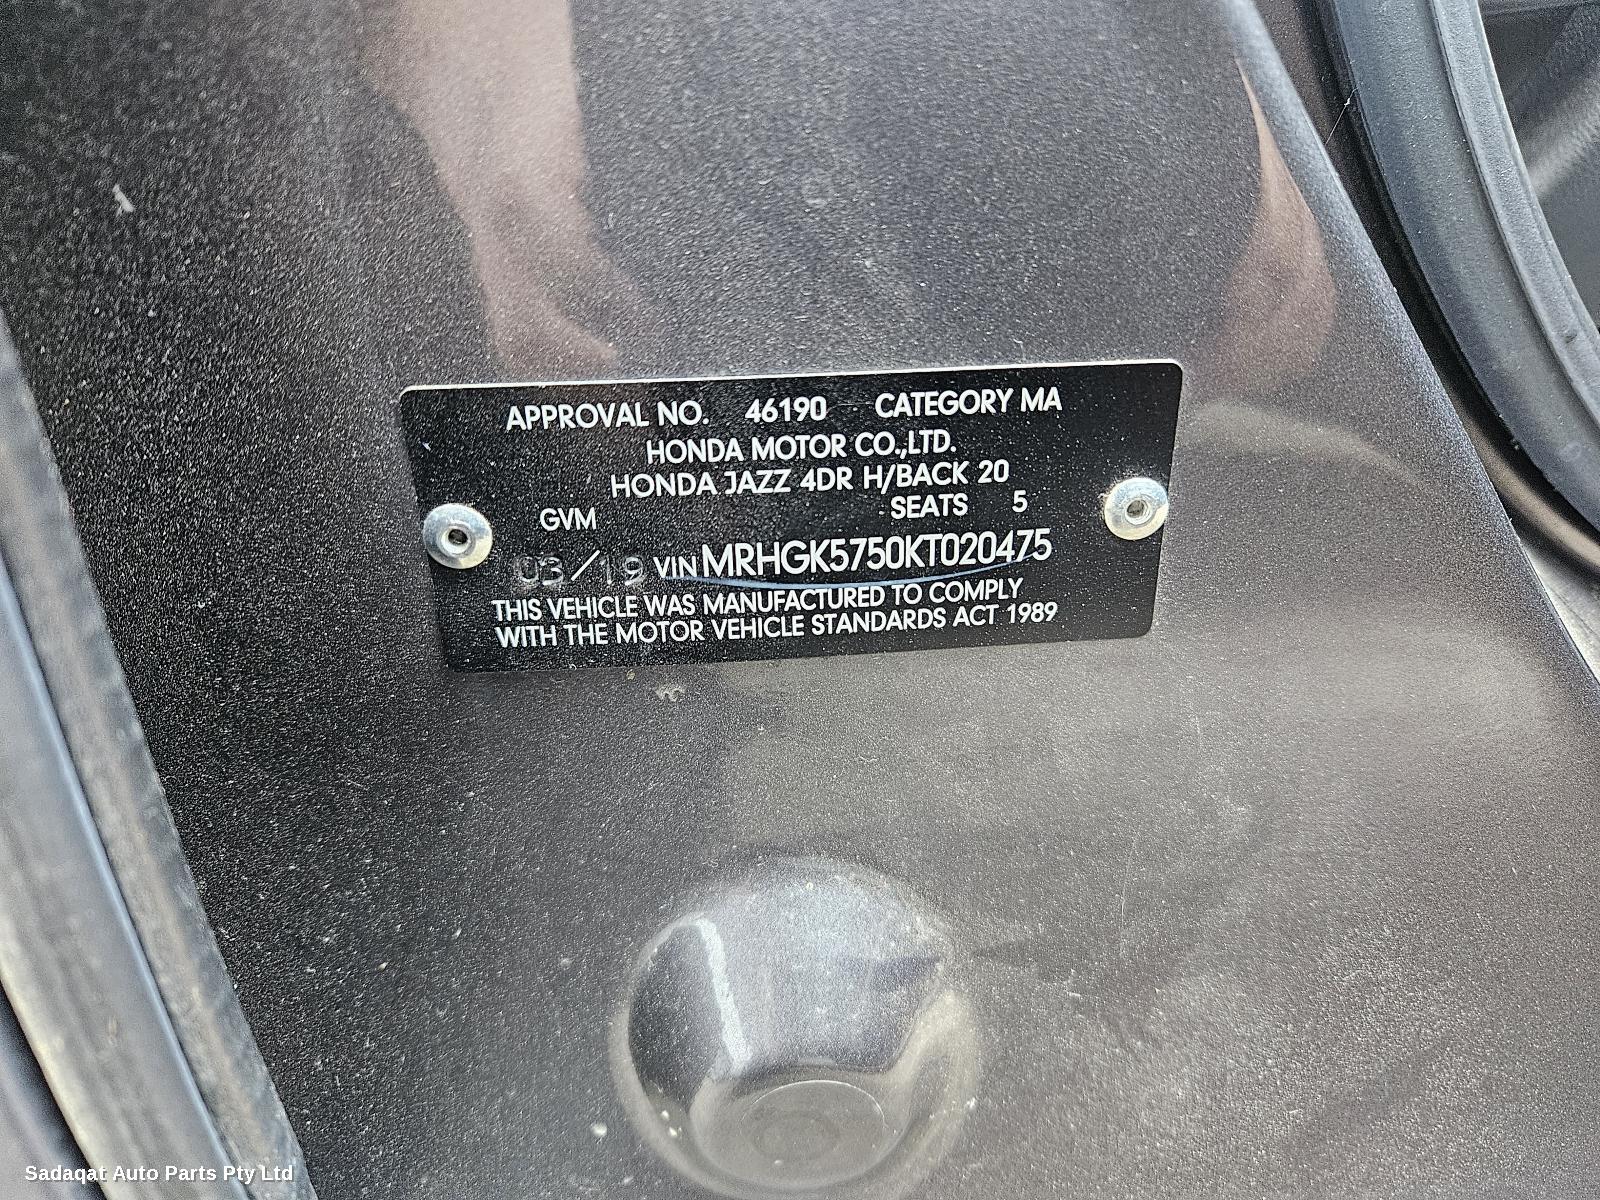 APPROVAL NO. 46190 CATEGORY MA
HONDA MOTOR CO.,LTD.
HONDA JAZZ 4DR H/BACK 20
GVM SEATS 5
03/19 VIN MRHGK5750KT020475
THIS VEHICLE WAS MANUFACTURED TO COMPLY
WITH THE MOTOR VEHICLE STANDARDS ACT 1989
Sadaqat Auto Parts Pty Ltd